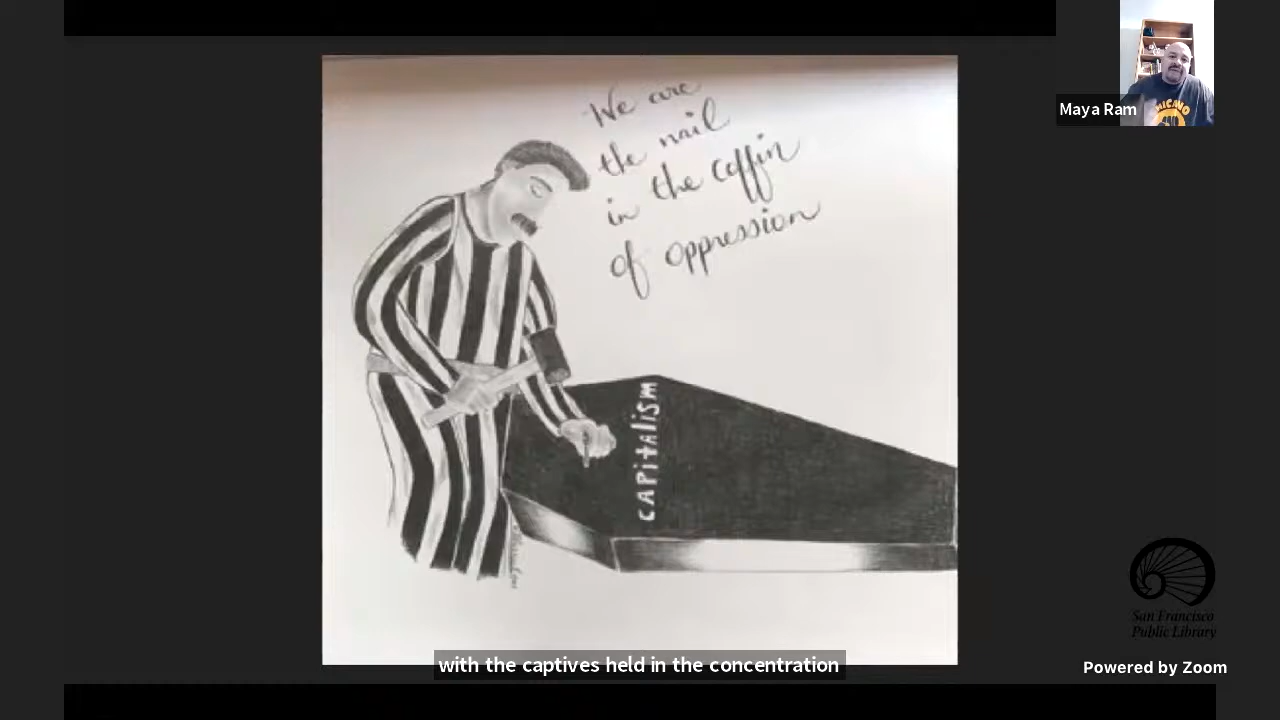 We are
the nail
in the coffin
of oppression
CAPITALISM
Maya Ram
MICANO
San Francisco
Public Library
with the captives held in the concentration
Powered by Zoom